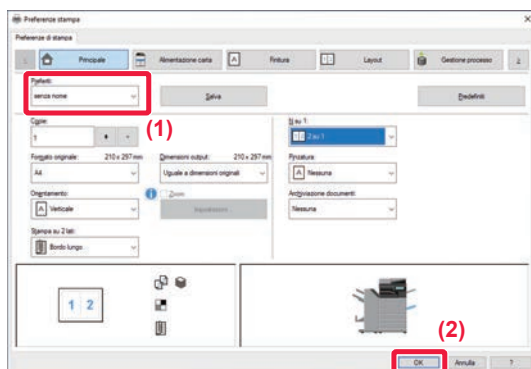 Preferenze stampa
Preferenze di stampa
Principale
Alimentazione carta
Finitura
Layout
Gestione processo
Preferiti:
senza nome
Salva
Predefiniti
(1)
Copie:
1
N su 1:
2 su 1
Formato originale: 210 x 297 mm
Dimensioni output: 210 x 297 mm
Pinzatura:
A4
Uguale a dimensioni originali
Nessuna
Orientamento:
Zoom
Archiviazione documenti:
Verticale
Impostazioni
Nessuna
Stampa su 2 lati:
Bordo lungo
1 2
(2)
OK
Annulla
?